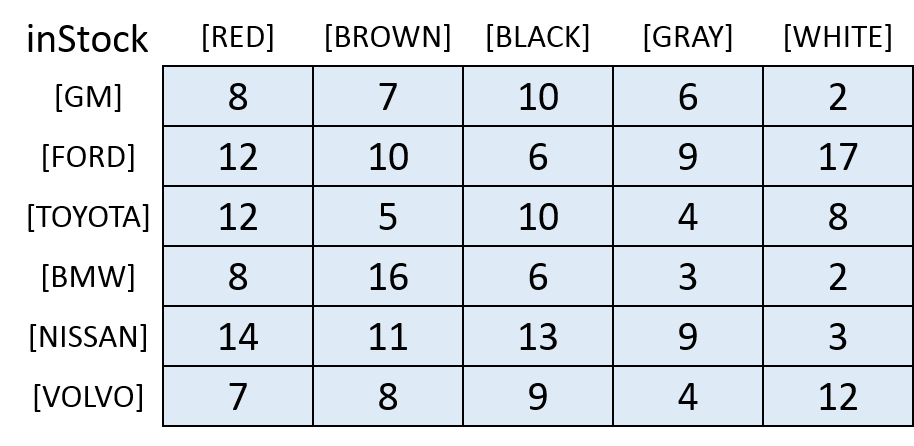 inStock [RED] [BROWN] [BLACK] [GRAY] [WHITE]
[GM] 8 7 10 6 2
[FORD] 12 10 6 9 17
[TOYOTA] 12 5 10 4 8
[BMW] 8 16 6 3 2
[NISSAN] 14 11 13 9 3
[VOLVO] 7 8 9 4 12